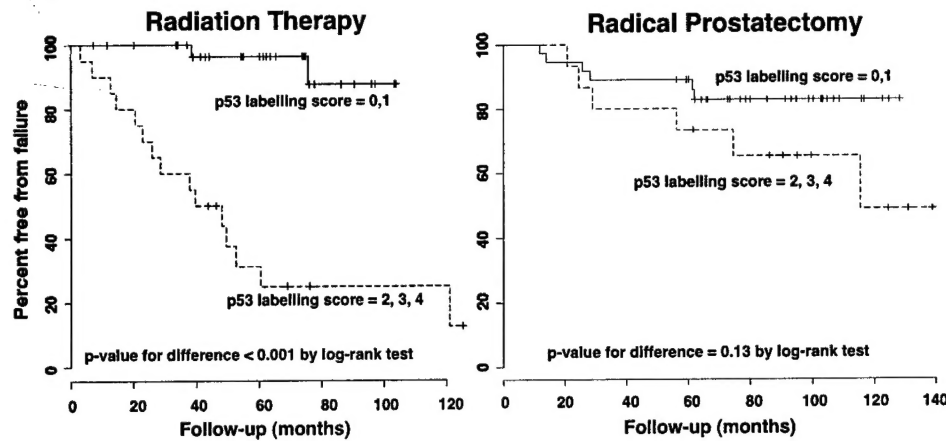 Radiation Therapy
Percent free from failure
100
80
60
40
20
0
p53 labelling score = 0,1
p53 labelling score = 2, 3, 4
p-value for difference < 0.001 by log-rank test
0 20 40 60 80 100 120
Follow-up (months)
Radical Prostatectomy
100
80
60
40
20
0
p53 labelling score = 0,1
p53 labelling score = 2, 3, 4
p-value for difference = 0.13 by log-rank test
0 20 40 60 80 100 120 140
Follow-up (months)